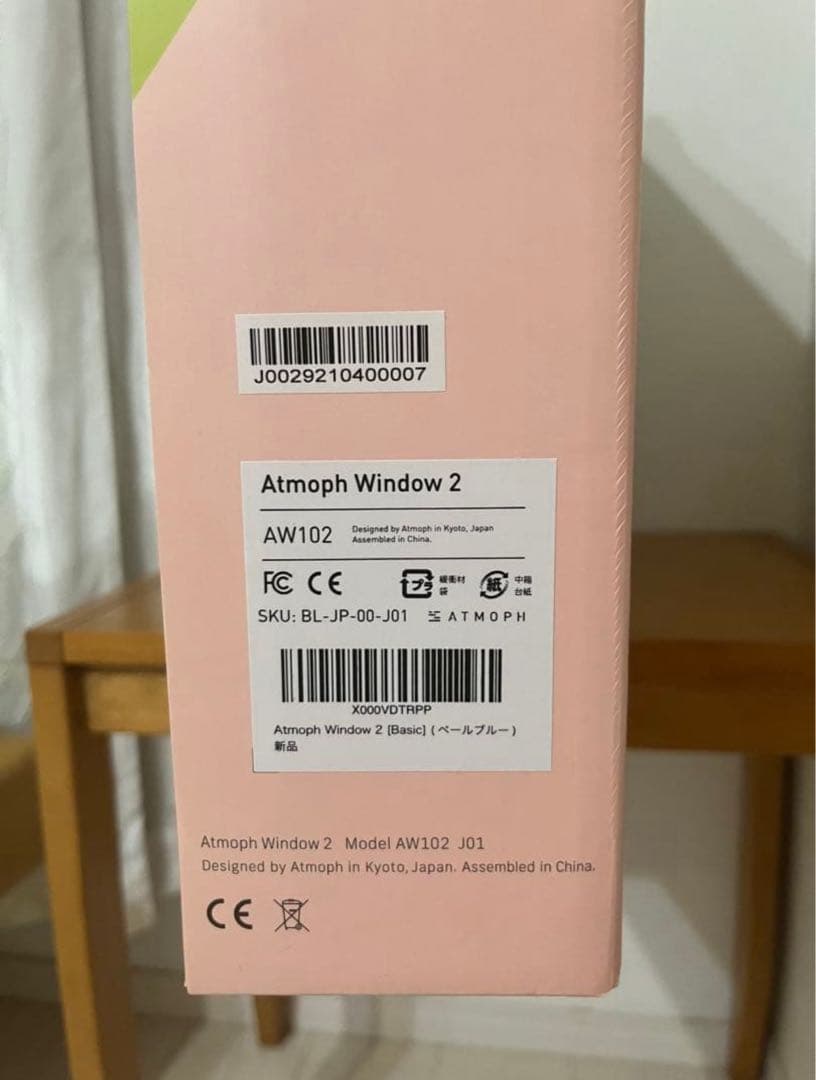 J0029210400007
Atmoph Window 2
AW102
Designed by Atmoph in Kyoto, Japan
Assembled in China.
FC CE
プラ 緩衝材
袋
紙 中箱
台紙
SKU: BL-JP-00-J01 ATMOPH
X000VDTRPP
Atmoph Window 2 [Basic] (ペールブルー)
新品
Atmoph Window 2 Model AW102 J01
Designed by Atmoph in Kyoto, Japan. Assembled in China.
CE